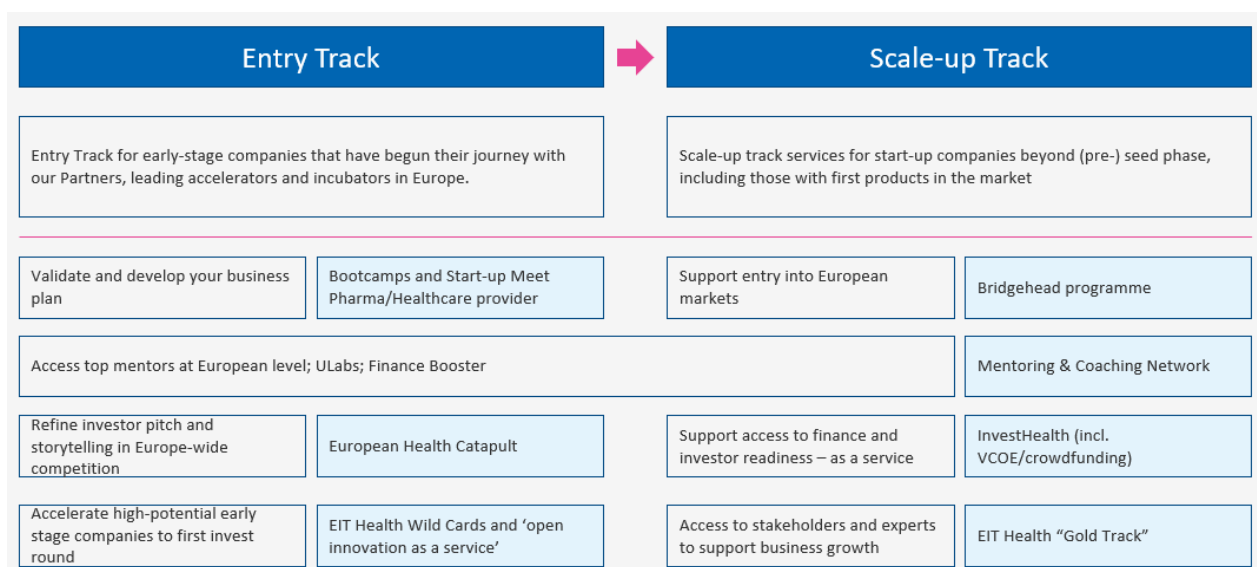 Entry Track
Scale-up Track
Entry Track for early-stage companies that have begun their journey with
our Partners, leading accelerators and incubators in Europe.
Scale-up track services for start-up companies beyond (pre-) seed phase,
including those with first products in the market
Validate and develop your business
plan
Bootcamps and Start-up Meet
Pharma/Healthcare provider
Support entry into European
markets
Bridgehead programme
Access top mentors at European level; ULabs; Finance Booster
Mentoring & Coaching Network
Refine investor pitch and
storytelling in Europe-wide
competition
European Health Catapult
Support access to finance and
investor readiness – as a service
InvestHealth (incl.
VCOE/crowdfunding)
Accelerate high-potential early
stage companies to first invest
round
EIT Health Wild Cards and ‘open
innovation as a service’
Access to stakeholders and experts
to support business growth
EIT Health “Gold Track”